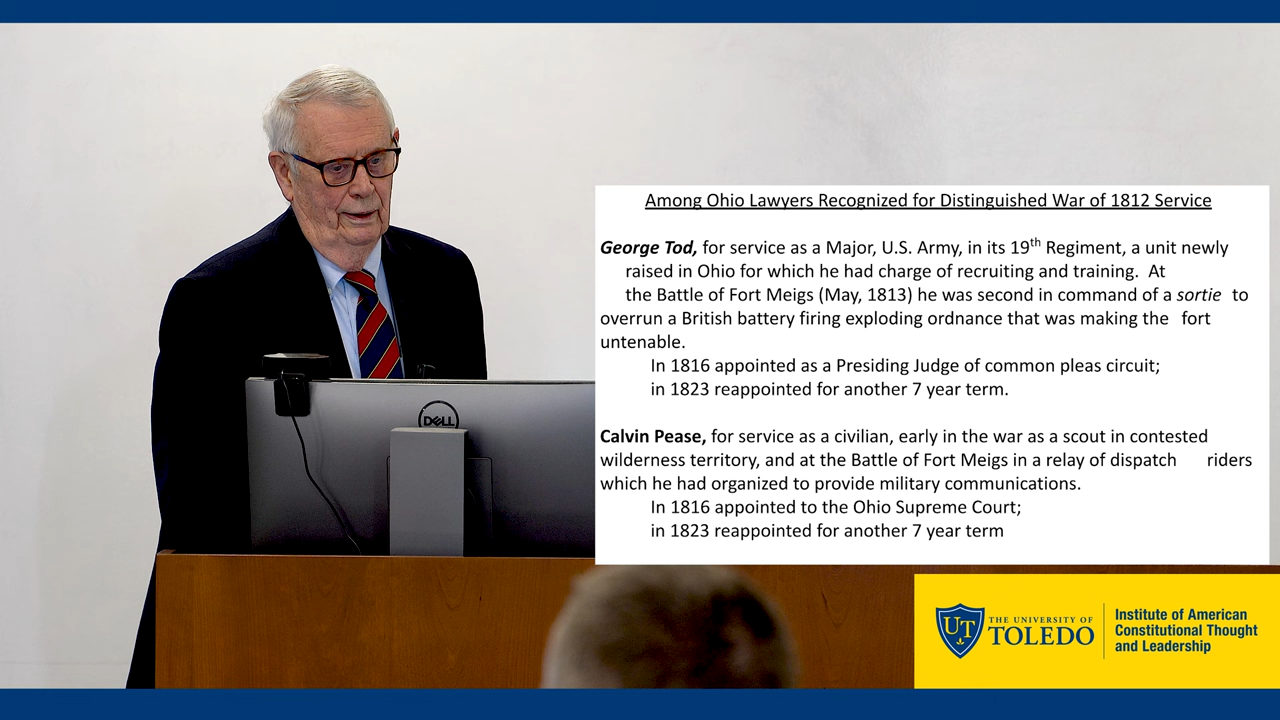 Among Ohio Lawyers Recognized for Distinguished War of 1812 Service
George Tod, for service as a Major, U.S. Army, in its 19th Regiment, a unit newly
raised in Ohio for which he had charge of recruiting and training. At
the Battle of Fort Meigs (May, 1813) he was second in command of a sortie to
overrun a British battery firing exploding ordnance that was making the fort
untenable.
In 1816 appointed as a Presiding Judge of common pleas circuit;
in 1823 reappointed for another 7 year term.
Calvin Pease, for service as a civilian, early in the war as a scout in contested
wilderness territory, and at the Battle of Fort Meigs in a relay of dispatch riders
which he had organized to provide military communications.
In 1816 appointed to the Ohio Supreme Court;
in 1823 reappointed for another 7 year term
DELL
UT
THE UNIVERSITY OF
TOLEDO
Institute of American
Constitutional Thought
and Leadership